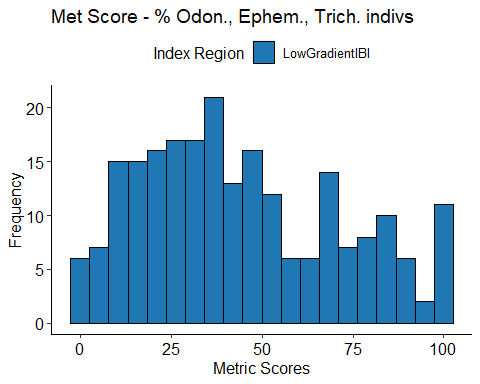 Met Score - % Odon., Ephem., Trich. indivs
Index Region LowGradientIBI
Frequency
20
15
10
5
0
0 25 50 75 100
Metric Scores